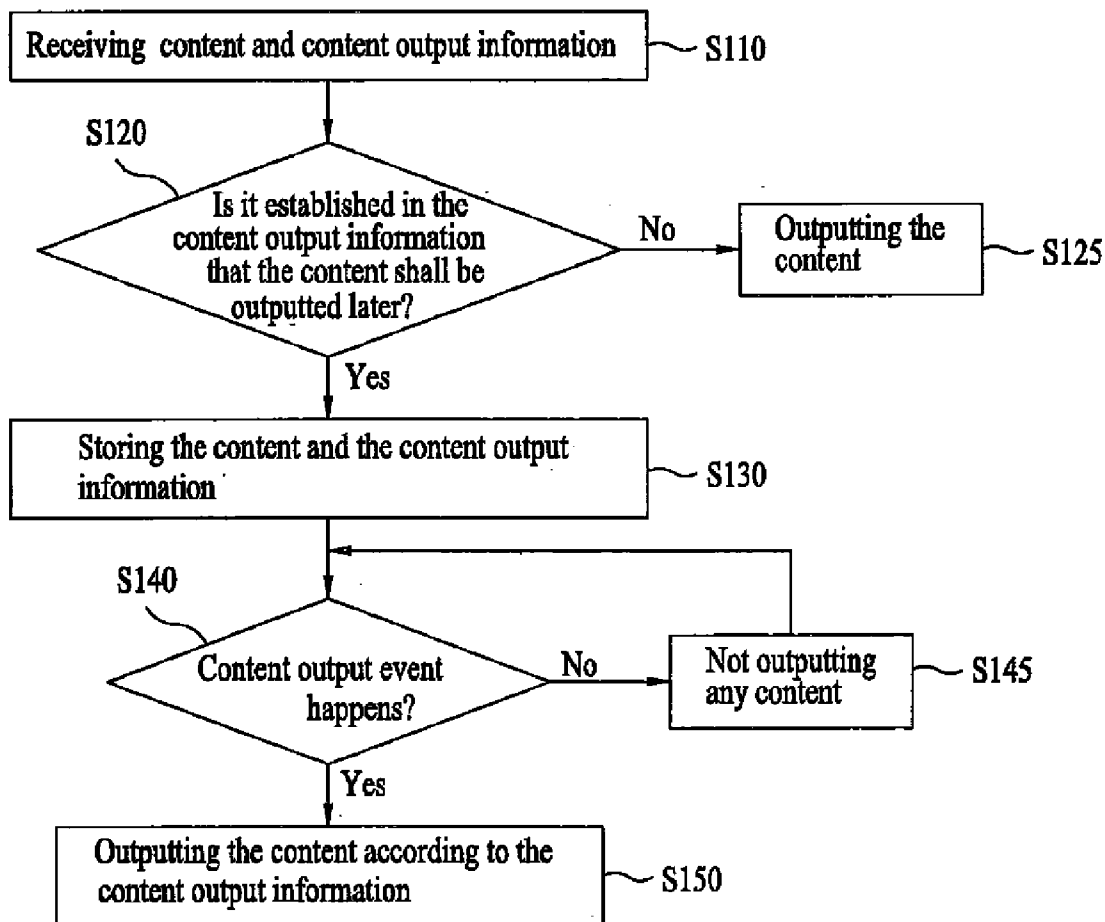 Receiving content and content output information
S110
S120
Is it established in the
content output information
that the content shall be
outputted later?
No
Outputting the
content
S125
Yes
Storing the content and the content output
information
S130
S140
Content output event
happens?
No
Not outputting
any content
S145
Yes
Outputting the content according to the
content output information
S150